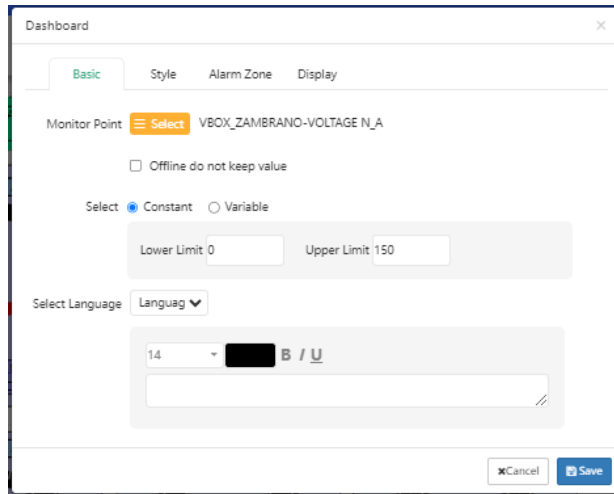 Dashboard ×
Basic Style Alarm Zone Display
Monitor Point Select VBOX_ZAMBRANO-VOLTAGE N_A
Offline do not keep value
Select Constant Variable
Lower Limit 0 Upper Limit 150
Select Language Languag
14 B I U
Cancel Save